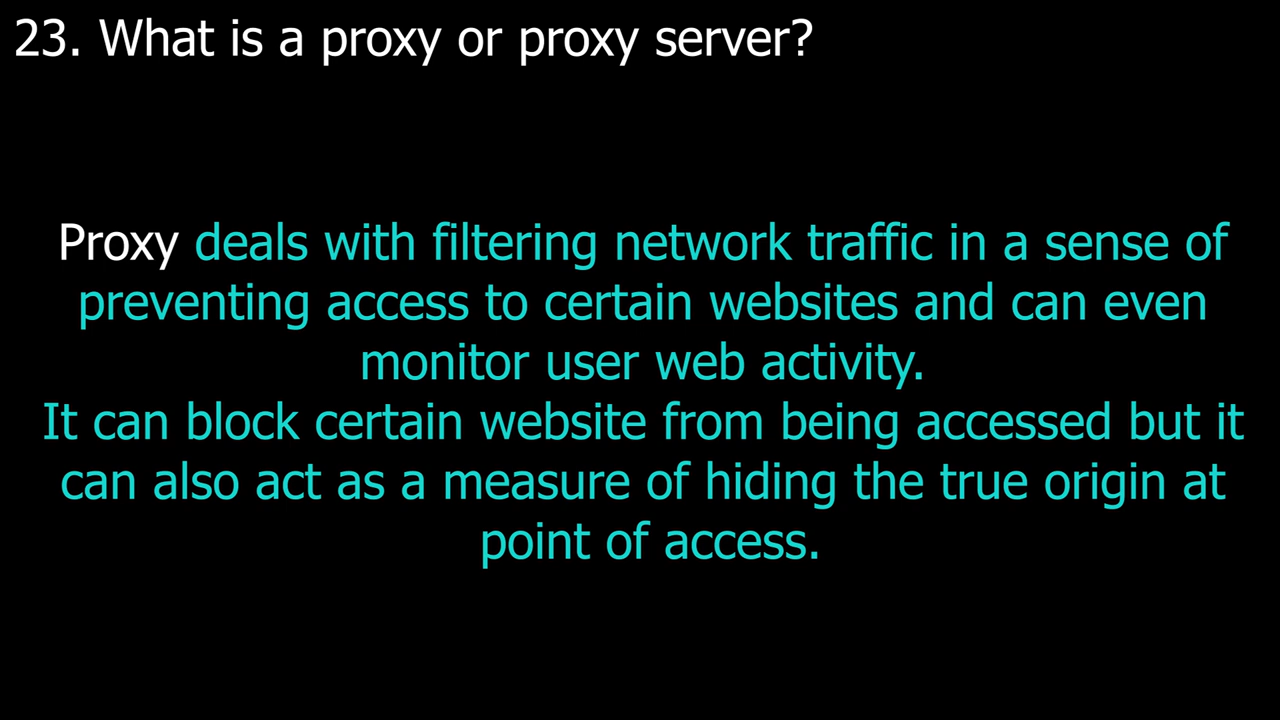 23. What is a proxy or proxy server?
Proxy deals with filtering network traffic in a sense of
preventing access to certain websites and can even
monitor user web activity.
It can block certain website from being accessed but it
can also act as a measure of hiding the true origin at
point of access.